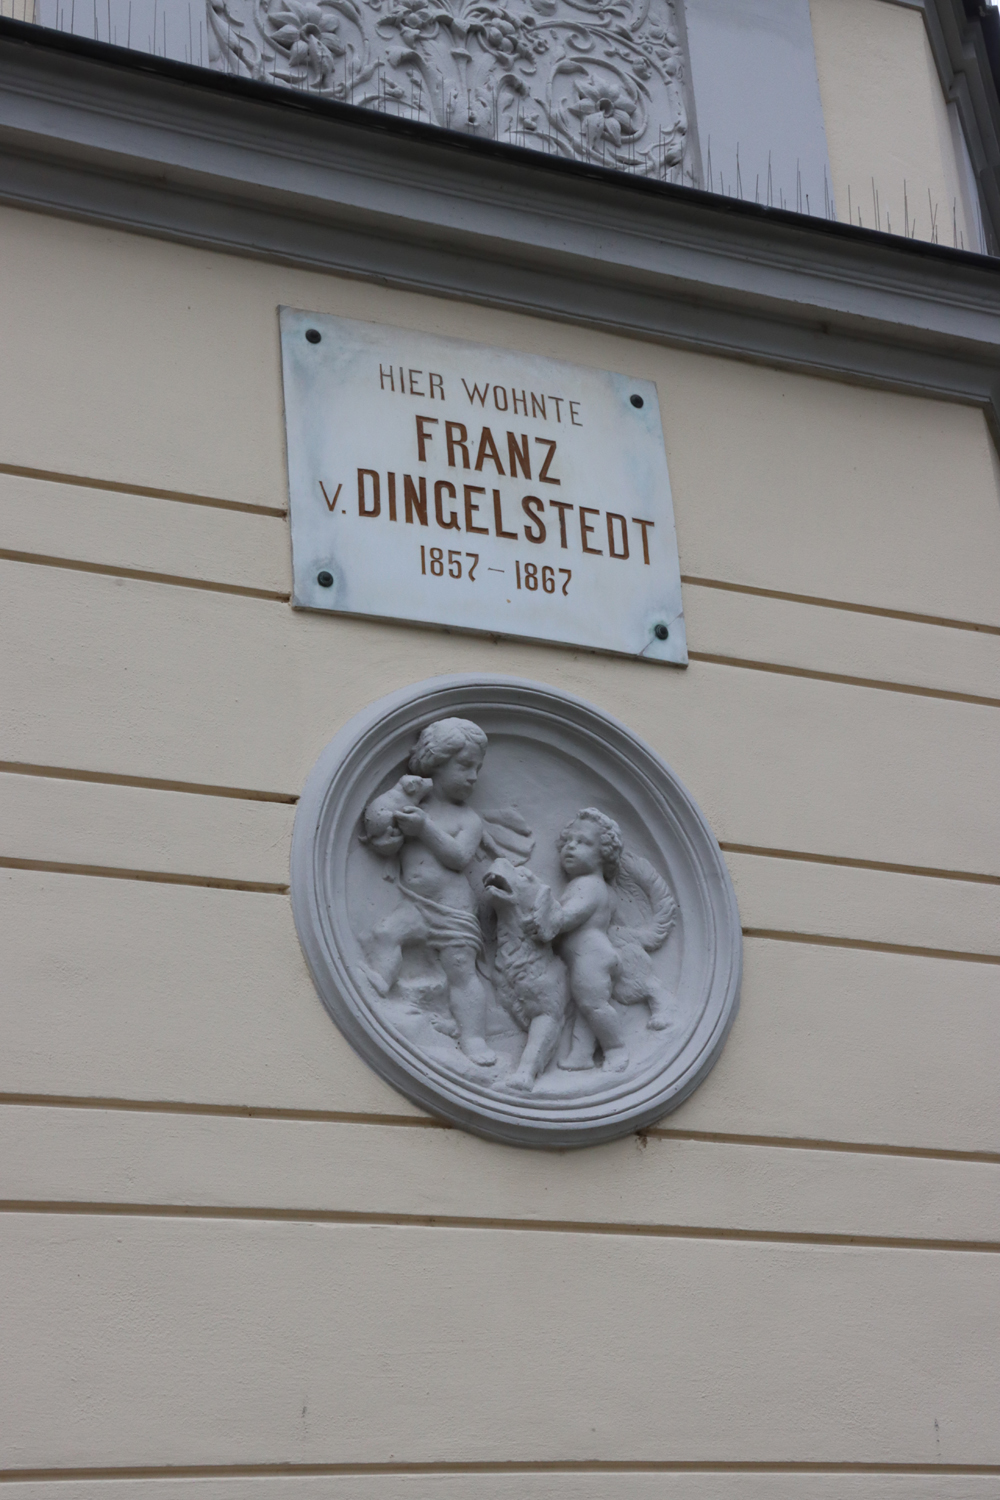 HIER WOHNTE
FRANZ
V. DINGELSTEDT
1857-1867